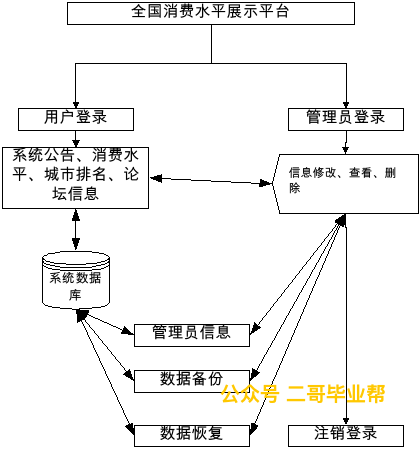 全国消费水平展示平台
用户登录
管理员登录
系统公告、消费水
平、城市排名、论
坛信息
信息修改、查看、删
除
系统数据
库
管理员信息
数据备份
公众号 二哥毕业帮
数据恢复
注销登录